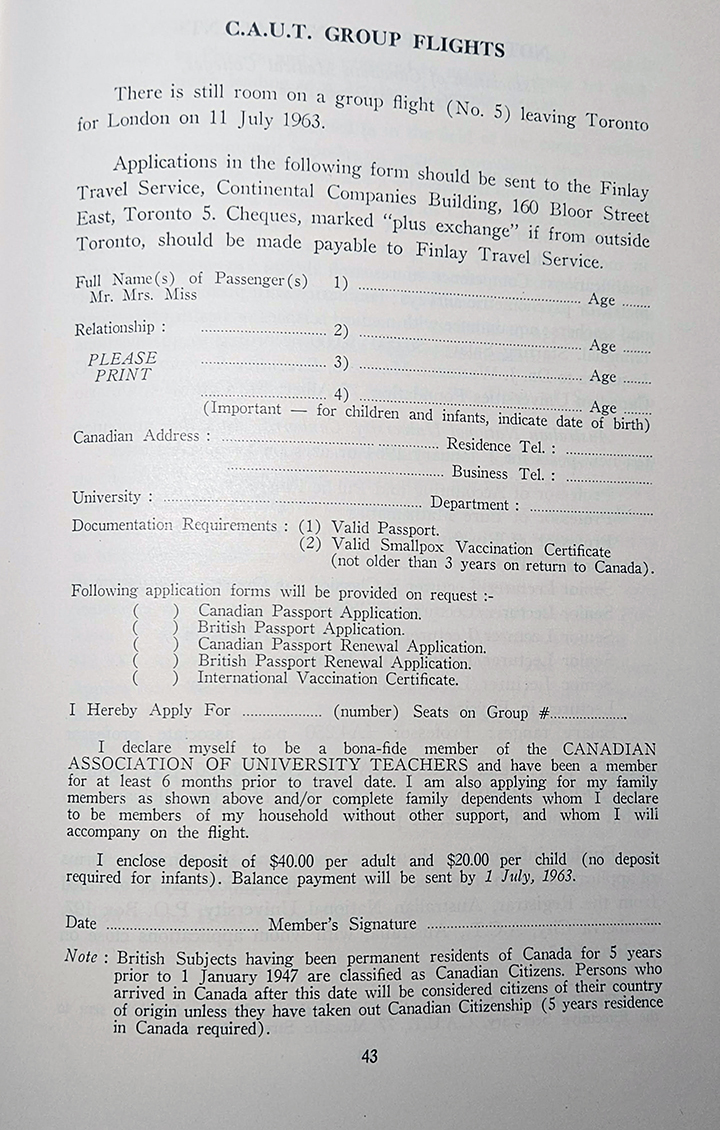 C.A.U.T. GROUP FLIGHTS
There is still room on a group flight (No. 5) leaving Toronto
for London on 11 July 1963.
Applications in the following form should be sent to the Finlay
Travel Service, Continental Companies Building, 160 Bloor Street
East, Toronto 5. Cheques, marked “plus exchange” if from outside
Toronto, should be made payable to Finlay Travel Service.
Full Name(s) of Passenger(s) 1) ........................................ Age .......
Mr. Mrs. Miss
Relationship : .............................. 2) ........................................ Age .......
PLEASE .............................. 3) ........................................ Age .......
PRINT
.............................. 4) ........................................ Age .......
(Important — for children and infants, indicate date of birth)
Canadian Address : ........................................ Residence Tel. : ....................
........................................ Business Tel. : ....................
University : ........................................ Department : ....................
Documentation Requirements : (1) Valid Passport.
(2) Valid Smallpox Vaccination Certificate
(not older than 3 years on return to Canada).
Following application forms will be provided on request :-
( ) Canadian Passport Application.
( ) British Passport Application.
( ) Canadian Passport Renewal Application.
( ) British Passport Renewal Application.
( ) International Vaccination Certificate.
I Hereby Apply For .................... (number) Seats on Group #....................
I declare myself to be a bona-fide member of the CANADIAN
ASSOCIATION OF UNIVERSITY TEACHERS and have been a member
for at least 6 months prior to travel date. I am also applying for my family
members as shown above and/or complete family dependents whom I declare
to be members of my household without other support, and whom I will
accompany on the flight.
I enclose deposit of $40.00 per adult and $20.00 per child (no deposit
required for infants). Balance payment will be sent by 1 July, 1963.
Date .............................. Member's Signature ........................................
Note : British Subjects having been permanent residents of Canada for 5 years
prior to 1 January 1947 are classified as Canadian Citizens. Persons who
arrived in Canada after this date will be considered citizens of their country
of origin unless they have taken out Canadian Citizenship (5 years residence
in Canada required).
43